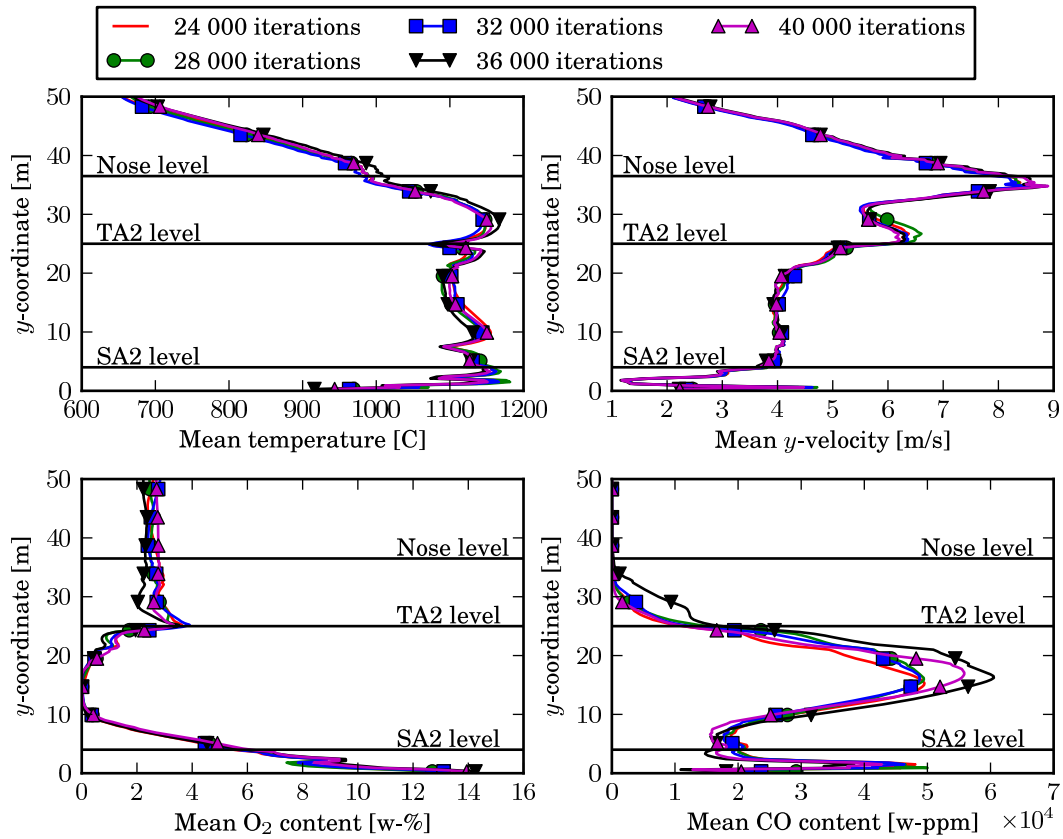 24 000 iterations 32 000 iterations 40 000 iterations
28 000 iterations 36 000 iterations
50
40
30
20
10
0
y-coordinate [m]
Nose level
TA2 level
SA2 level
600 700 800 900 1000 1100 1200
Mean temperature [C]
50
40
30
20
10
0
y-coordinate [m]
Nose level
TA2 level
SA2 level
1 2 3 4 5 6 7 8 9
Mean y-velocity [m/s]
50
40
30
20
10
0
y-coordinate [m]
Nose level
TA2 level
SA2 level
0 2 4 6 8 10 12 14 16
Mean O₂ content [w-%]
50
40
30
20
10
0
y-coordinate [m]
Nose level
TA2 level
SA2 level
0 1 2 3 4 5 6 7
Mean CO content [w-ppm] ×10⁴